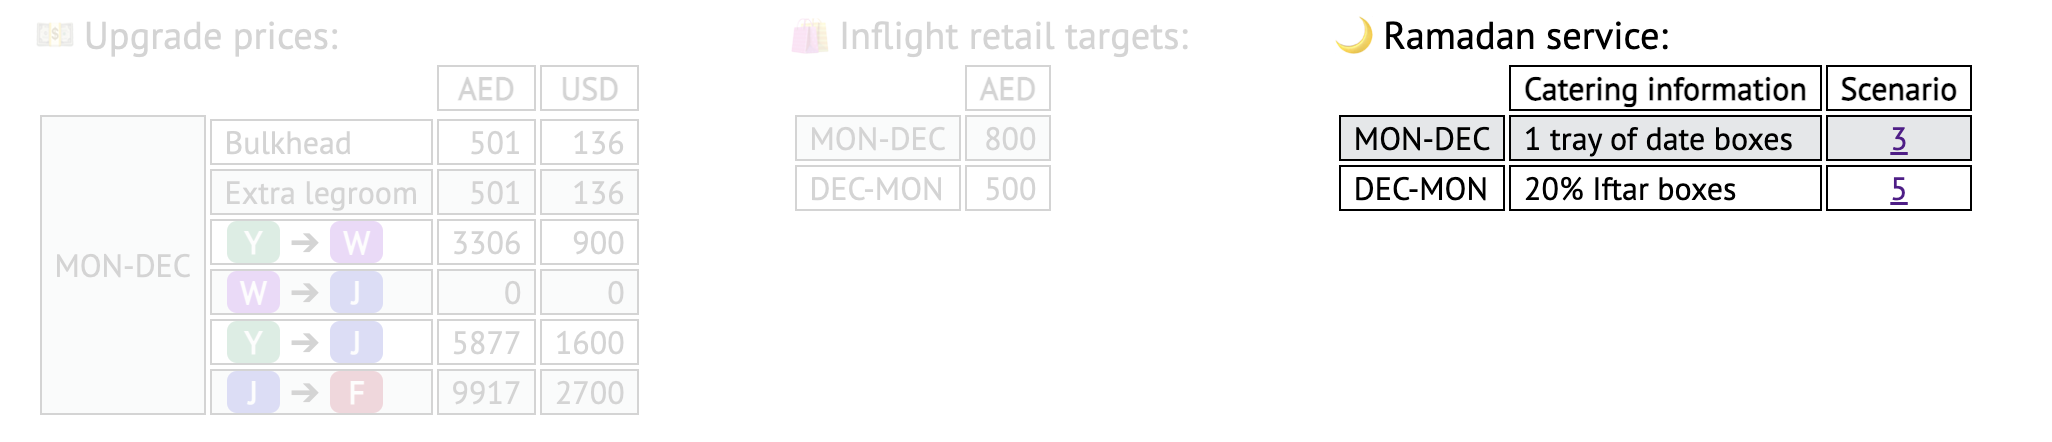 Upgrade prices:
AED USD
MON-DEC
Bulkhead 501 136
Extra legroom 501 136
Y → W 3306 900
W → J 0 0
Y → J 5877 1600
J → F 9917 2700
Inflight retail targets:
AED
MON-DEC 800
DEC-MON 500
Ramadan service:
Catering information Scenario
MON-DEC 1 tray of date boxes 3
DEC-MON 20% Iftar boxes 5